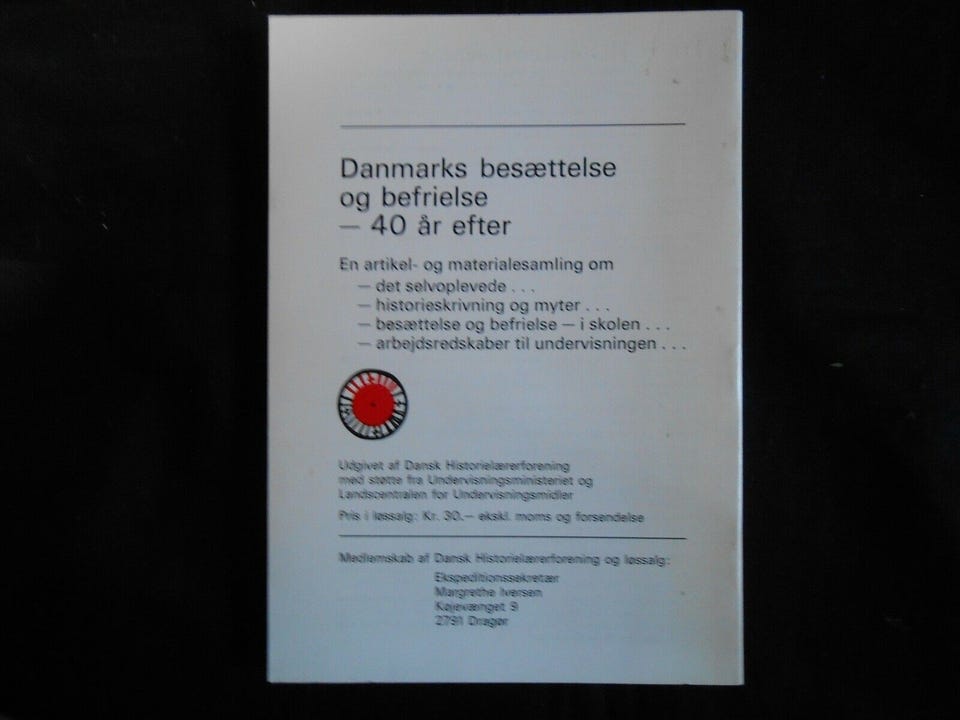 Danmarks besættelse
og befrielse
— 40 år efter
En artikel- og materialesamling om
— det selvoplevede . . .
— historieskrivning og myter . . .
— besættelse og befrielse — i skolen . . .
— arbejdsredskaber til undervisningen . . .
Udgivet af Dansk Historielærerforening
med støtte fra Undervisningsministeriet og
Landscentralen for Undervisningsmidler
Pris i løssalg: Kr. 30.— ekskl. moms og forsendelse
Medlemskab af Dansk Historielærerforening og løssalg:
Ekspeditionssekretær
Margrethe Iversen
Køjevænget 9
2791 Dragør